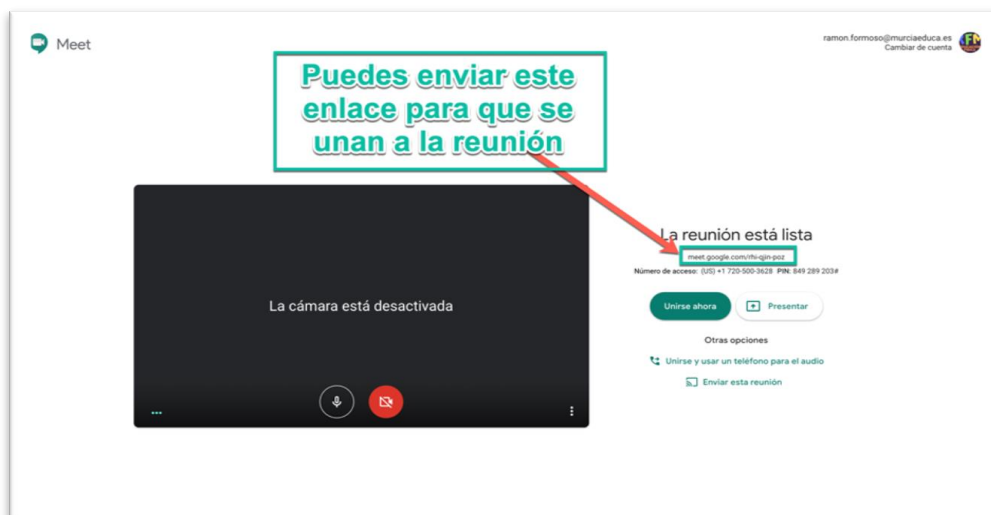 Meet
ramon.formoso@murciaeduca.es
Cambiar de cuenta
Puedes enviar este
enlace para que se
unan a la reunión
La cámara está desactivada
La reunión está lista
meet.google.com/rhi-qjin-poz
Número de acceso: (US) +1 720-500-3628 PIN: 849 289 203#
Unirse ahora
Presentar
Otras opciones
Unirse y usar un teléfono para el audio
Enviar esta reunión